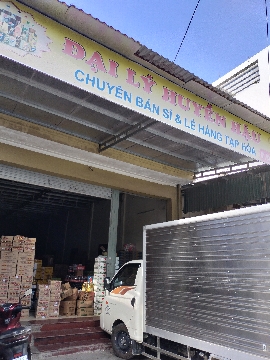 ĐẠI LÝ HUYỀN
CHUYÊN BÁN SỈ & LẺ HÀNG TẠP HÓA